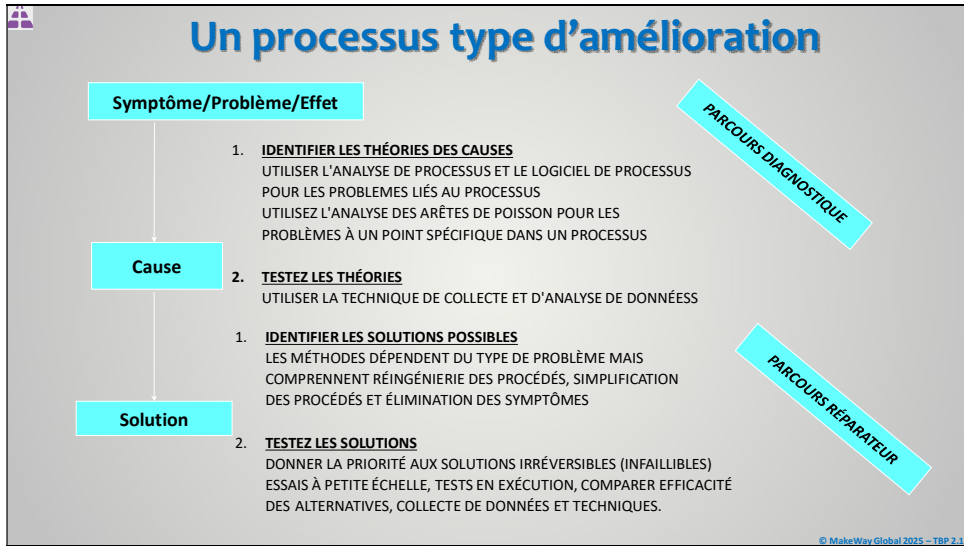 Un processus type d’amélioration
Symptôme/Problème/Effet
1. IDENTIFIER LES THÉORIES DES CAUSES
UTILISER L'ANALYSE DE PROCESSUS ET LE LOGICIEL DE PROCESSUS
POUR LES PROBLEMES LIÉS AU PROCESSUS
UTILISEZ L'ANALYSE DES ARÊTES DE POISSON POUR LES
PROBLÈMES À UN POINT SPÉCIFIQUE DANS UN PROCESSUS
PARCOURS DIAGNOSTIQUE
Cause
2. TESTEZ LES THÉORIES
UTILISER LA TECHNIQUE DE COLLECTE ET D'ANALYSE DE DONNÉESS
1. IDENTIFIER LES SOLUTIONS POSSIBLES
LES MÉTHODES DÉPENDENT DU TYPE DE PROBLÈME MAIS
COMPRENNENT RÉINGÉNIERIE DES PROCÉDÉS, SIMPLIFICATION
DES PROCÉDÉS ET ÉLIMINATION DES SYMPTÔMES
PARCOURS RÉPARATEUR
Solution
2. TESTEZ LES SOLUTIONS
DONNER LA PRIORITÉ AUX SOLUTIONS IRRÉVERSIBLES (INFAILLIBLES)
ESSAIS À PETITE ÉCHELLE, TESTS EN EXÉCUTION, COMPARER EFFICACITÉ
DES ALTERNATIVES, COLLECTE DE DONNÉES ET TECHNIQUES.
© MakeWay Global 2025 – TBP 2.1